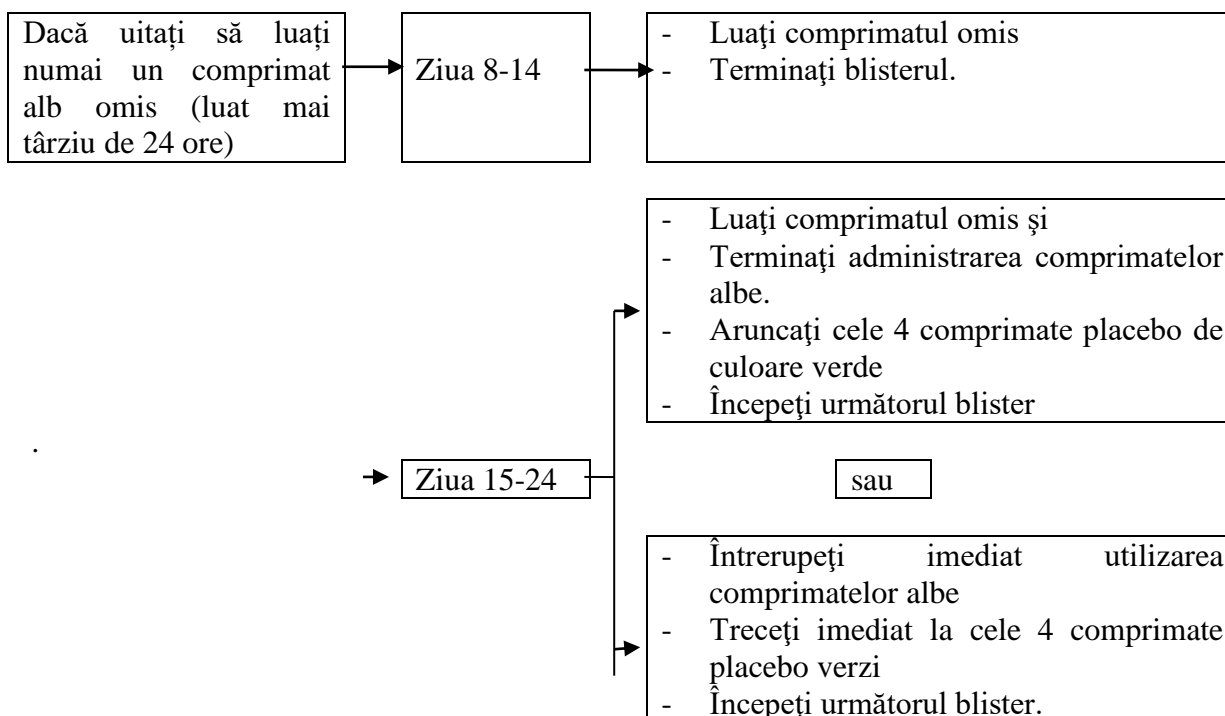 Dacă uitați să luați
numai un comprimat
alb omis (luat mai
târziu de 24 ore)
Ziua 8-14
- Luaţi comprimatul omis
- Terminaţi blisterul.
- Luaţi comprimatul omis şi
- Terminaţi administrarea comprimatelor
albe.
- Aruncaţi cele 4 comprimate placebo de
culoare verde
- Începeţi următorul blister
.
Ziua 15-24
sau
- Întrerupeţi imediat utilizarea
comprimatelor albe
- Treceţi imediat la cele 4 comprimate
placebo verzi
- Începeţi următorul blister.